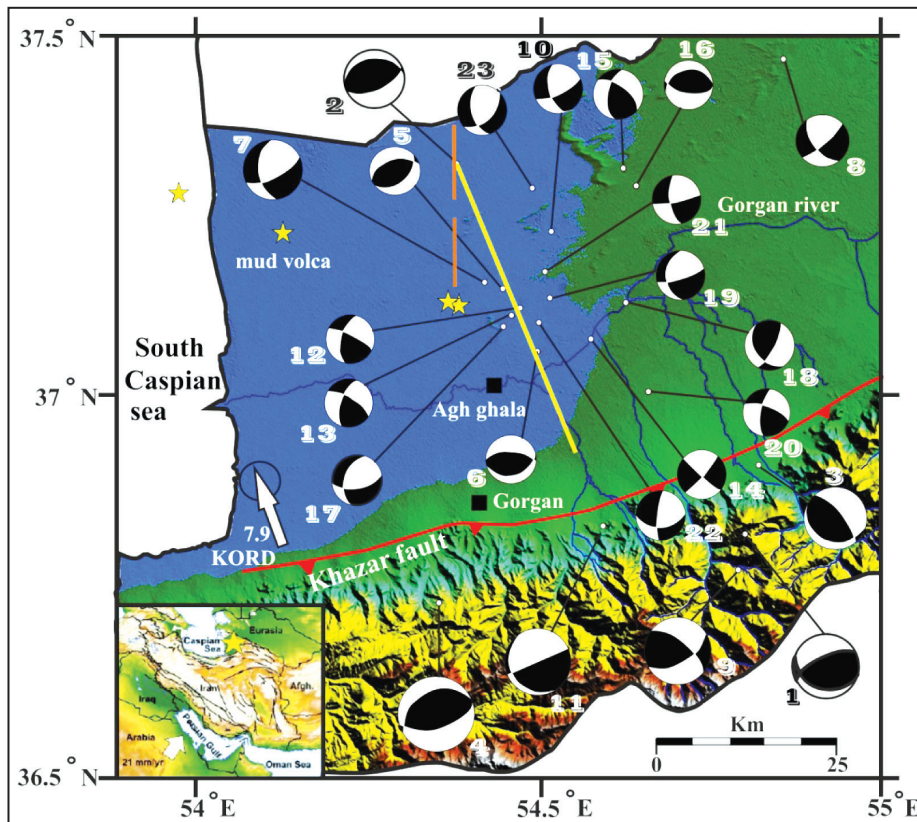 37.5° N
10
15
16
23
2
5
7
8
21
Gorgan river
mud volca
19
South
Caspian
sea
12
18
37° N
Agh ghala
13
20
6
3
14
17
Gorgan
22
7.9
KORD
Khazar fault
Caspian
Sea
Eurasia
Iran
Afgh.
Iraq
9
1
11
Persian Gulf
Km
4
Arabia
21 mm/yr
Oman Sea
0
25
36.5° N
54° E
54.5° E
55° E